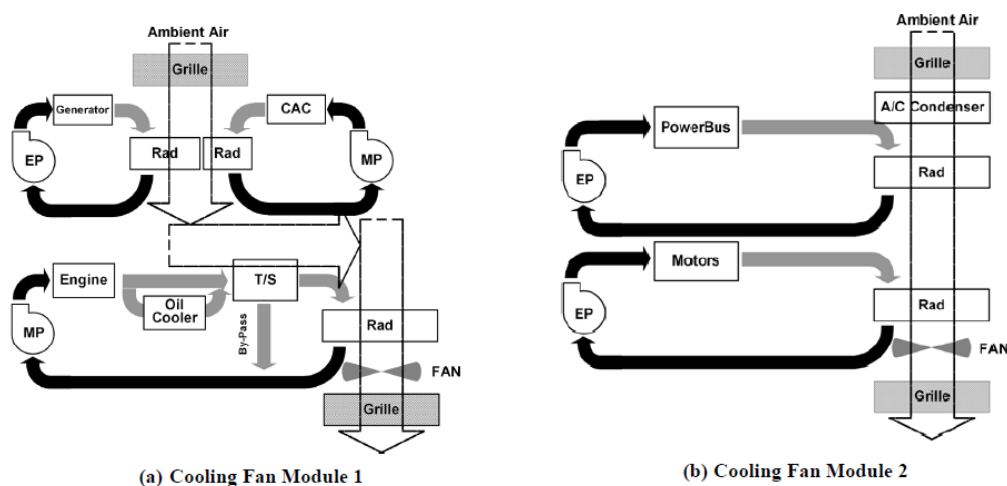 Ambient Air
Grille
Generator
CAC
EP
Rad
Rad
MP
Engine
T/S
Oil
Cooler
MP
By-Pass
Rad
FAN
Grille
(a) Cooling Fan Module 1
Ambient Air
Grille
A/C Condenser
PowerBus
EP
Rad
Motors
EP
Rad
FAN
Grille
(b) Cooling Fan Module 2